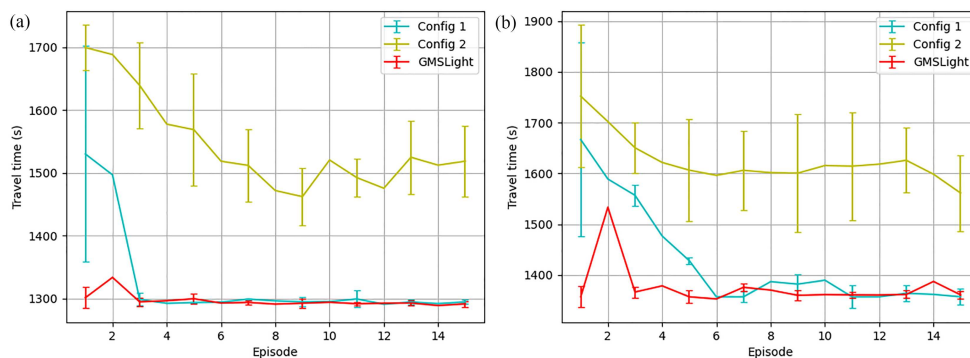 (a)
Config 1
Config 2
GMSLight
1700
1600
1500
1400
1300
Travel time (s)
2 4 6 8 10 12 14
Episode
(b)
Config 1
Config 2
GMSLight
1900
1800
1700
1600
1500
1400
Travel time (s)
2 4 6 8 10 12 14
Episode